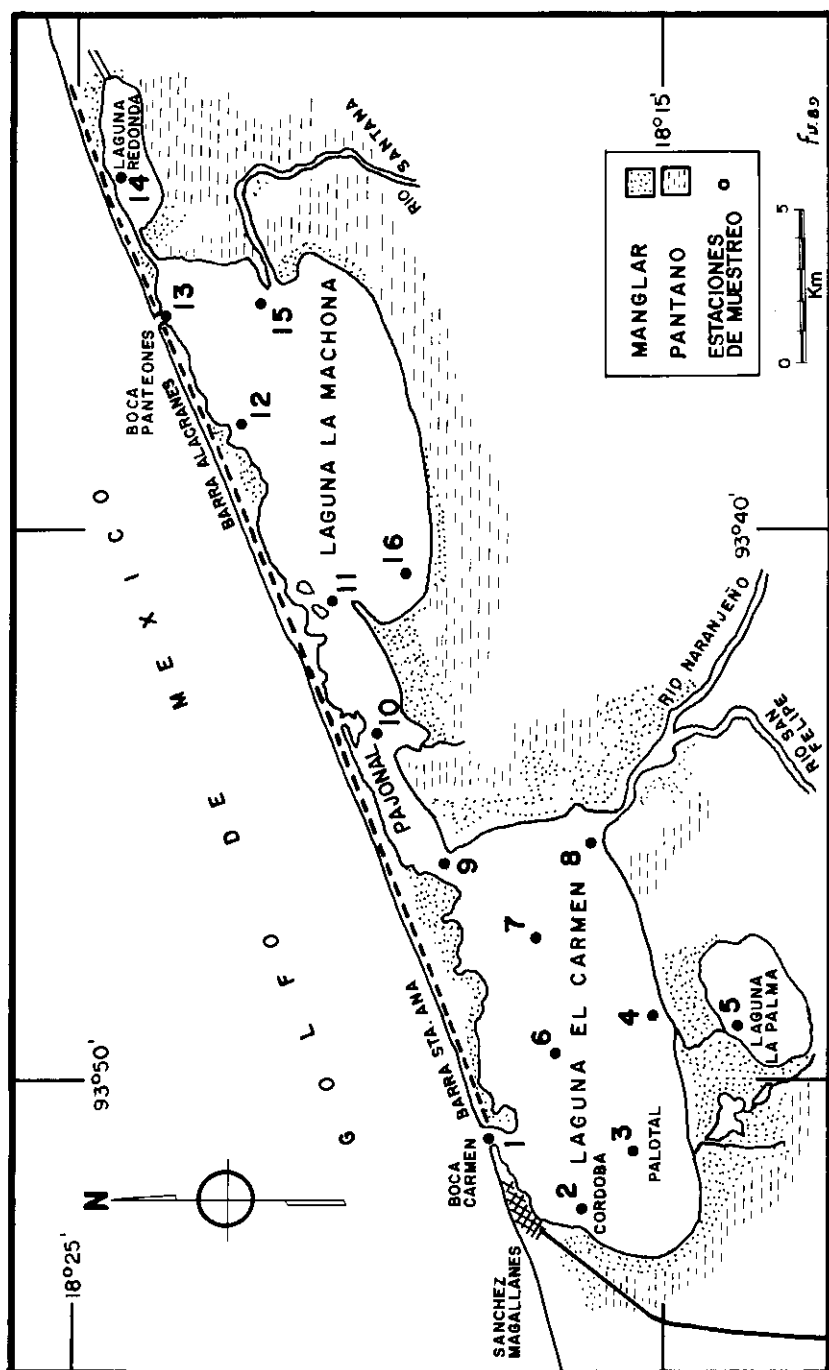 18°25'
93°50'
93°40'
18°15'
N
GOLFO DE MEXICO
SANCHEZ
MAGALLANES
BOCA
CARMEN
BARRA STA. ANA
BARRA ALACRANES
BOCA
PANTEONES
LAGUNA
REDONDA
RIO SANTANA
LAGUNA LA MACHONA
PAJONAL
LAGUNA EL CARMEN
CORDOBA
PALOTAL
LAGUNA
LA PALMA
RIO NARANJEÑO
RIO SAN
FELIPE
1
2
3
4
5
6
7
8
9
10
11
12
13
14
15
16
MANGLAR
PANTANO
ESTACIONES
DE MUESTREO
0 5
Km